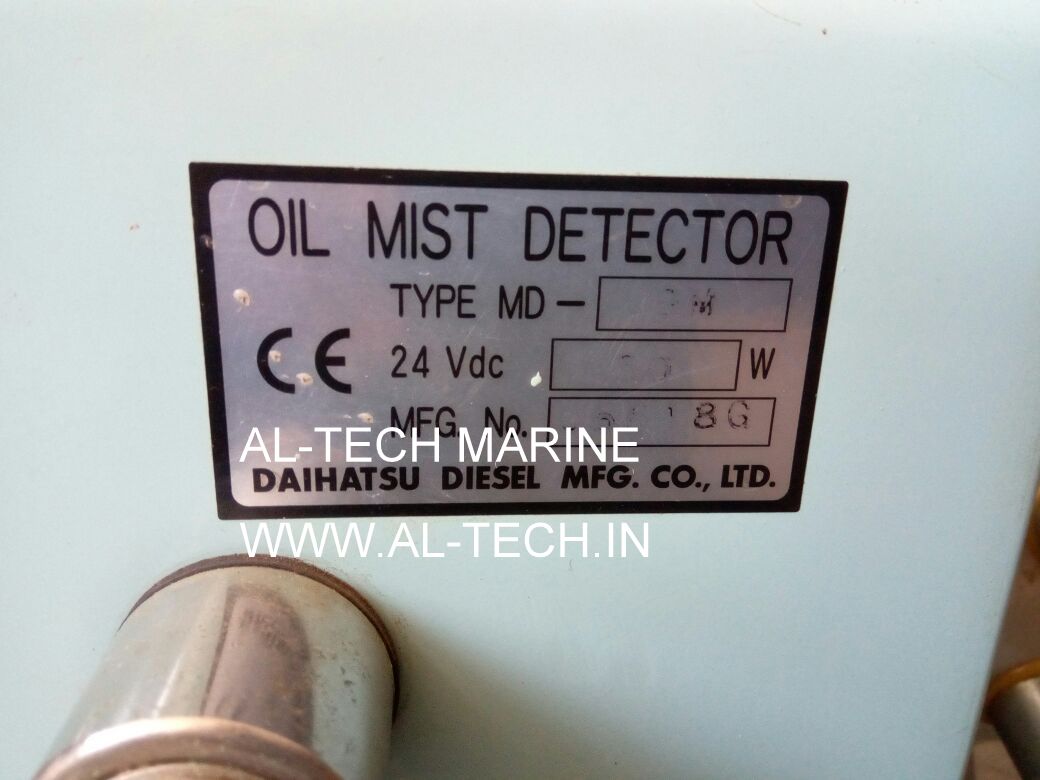 OIL MIST DETECTOR
TYPE MD-
CE 24 Vdc W
MFG. No. 8G
AL-TECH MARINE
DAIHATSU DIESEL MFG. CO., LTD.
WWW.AL-TECH.IN